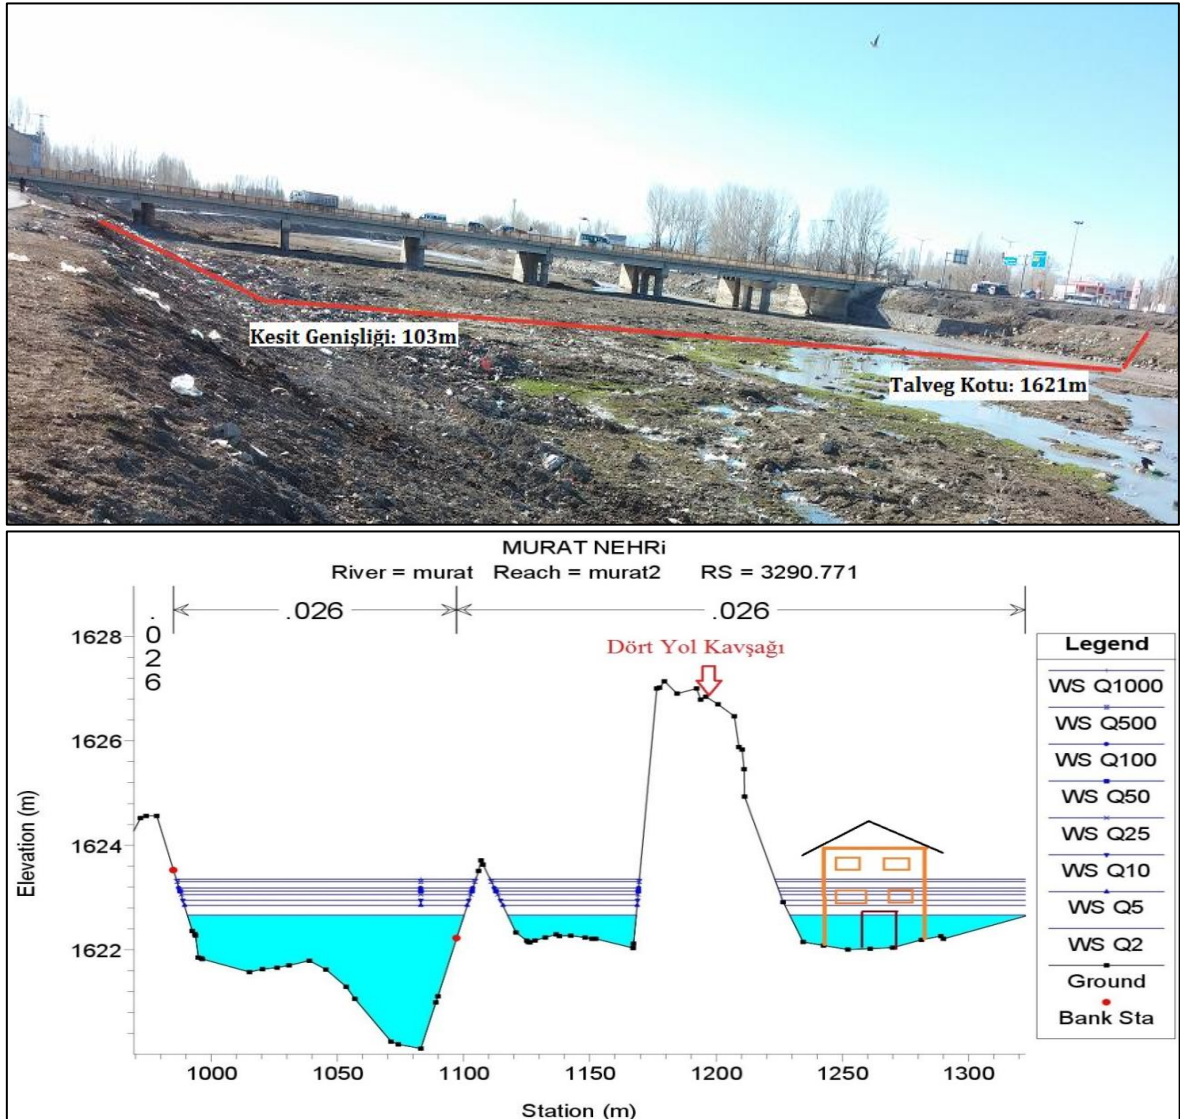 Kesit Genişliği: 103m
Talveg Kotu: 1621m
MURAT NEHRi
River = murat Reach = murat2 RS = 3290.771
.026
.026
.026
Dört Yol Kavşağı
Elevation (m)
1628
1626
1624
1622
1000
1050
1100
1150
1200
1250
1300
Station (m)
Legend
WS Q1000
WS Q500
WS Q100
WS Q50
WS Q25
WS Q10
WS Q5
WS Q2
Ground
Bank Sta